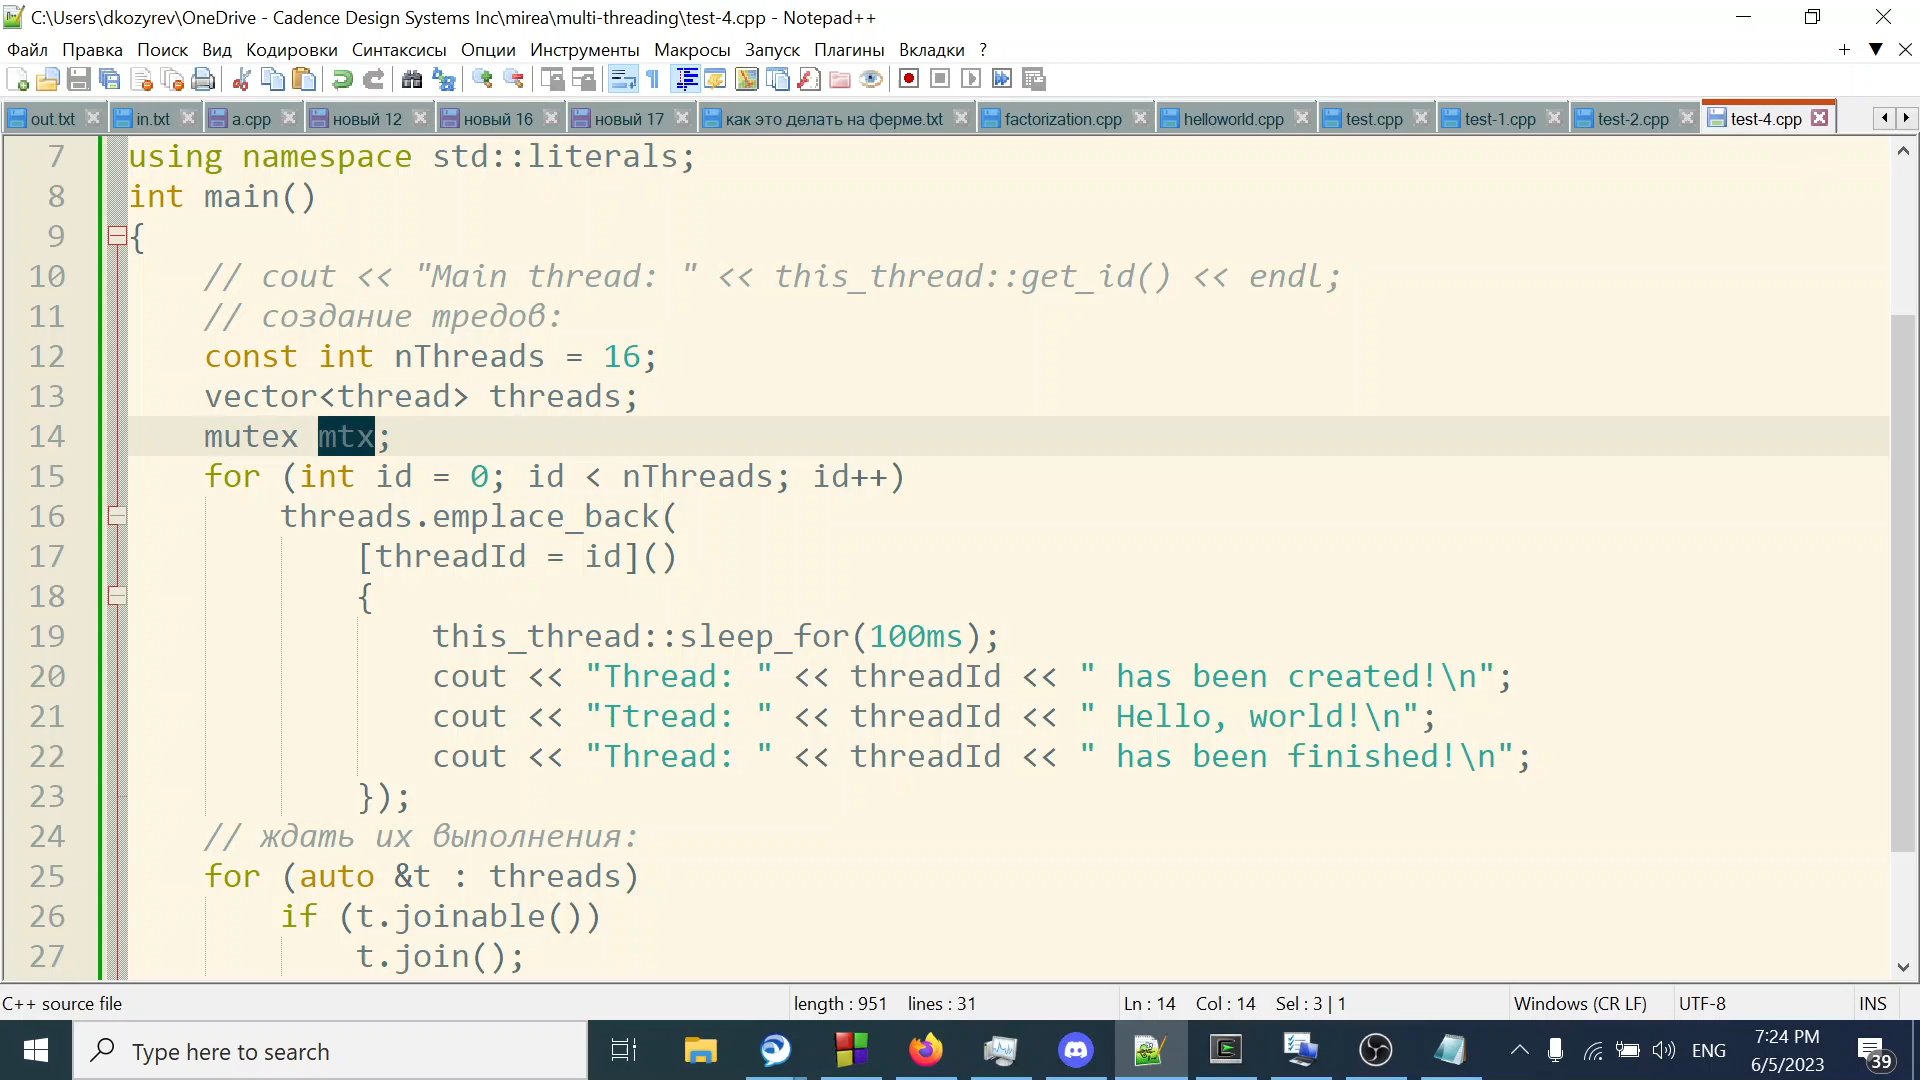 C:\Users\dkozyrev\OneDrive - Cadence Design Systems Inc\mirea\multi-threading\test-4.cpp - Notepad++
Файл Правка Поиск Вид Кодировки Синтаксисы Опции Инструменты Макросы Запуск Плагины Вкладки ?
out.txt in.txt a.cpp новый 12 новый 16 новый 17 как это делать на ферме.txt factorization.cpp helloworld.cpp test.cpp test-1.cpp test-2.cpp test-4.cpp
7 using namespace std::literals;
8 int main()
9 {
10 // cout << "Main thread: " << this_thread::get_id() << endl;
11 // создание тредов:
12 const int nThreads = 16;
13 vector<thread> threads;
14 mutex mtx;
15 for (int id = 0; id < nThreads; id++)
16 threads.emplace_back(
17 [threadId = id]()
18 {
19 this_thread::sleep_for(100ms);
20 cout << "Thread: " << threadId << " has been created!\n";
21 cout << "Ttread: " << threadId << " Hello, world!\n";
22 cout << "Thread: " << threadId << " has been finished!\n";
23 });
24 // ждать их выполнения:
25 for (auto &t : threads)
26 if (t.joinable())
27 t.join();
C++ source file length : 951 lines : 31 Ln : 14 Col : 14 Sel : 3 | 1 Windows (CR LF) UTF-8 INS
Type here to search ENG 7:24 PM 39
6/5/2023